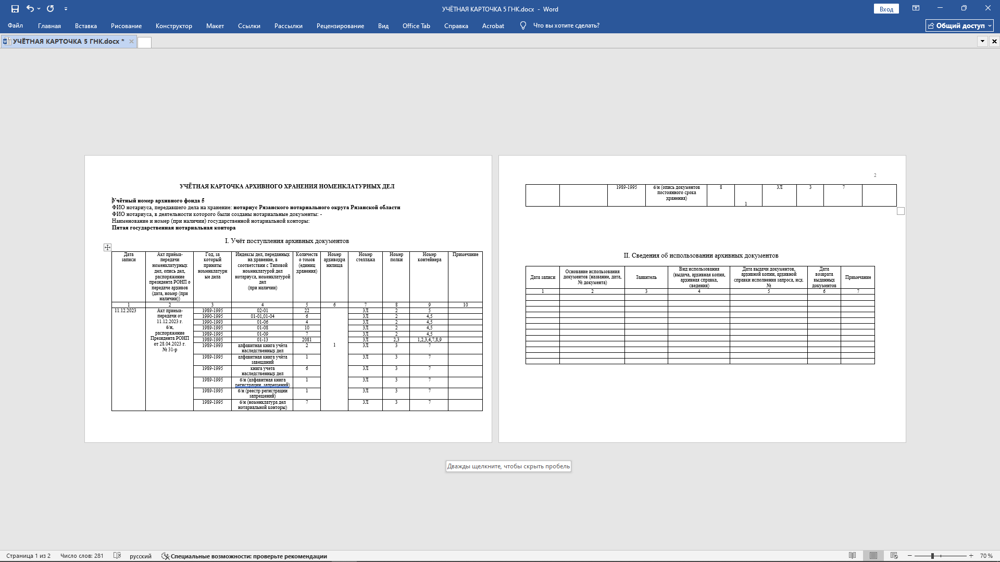 УЧЁТНАЯ КАРТОЧКА 5 ГНК.docx - Word
Вход
Файл
Главная
Вставка
Рисование
Конструктор
Макет
Ссылки
Рассылки
Рецензирование
Вид
Office Tab
Справка
Acrobat
Что вы хотите сделать?
Общий доступ
УЧЁТНАЯ КАРТОЧКА 5 ГНК.docx *
УЧЁТНАЯ КАРТОЧКА АРХИВНОГО ХРАНЕНИЯ НОМЕНКЛАТУРНЫХ ДЕЛ
Учётный номер архивного фонда 5
ФИО нотариуса, передавшего дела на хранение: нотариус Рязанского нотариального округа Рязанской области
ФИО нотариуса, в деятельности которого были созданы нотариальные документы: -
Наименование и номер (при наличии) государственной нотариальной конторы:
Пятая государственная нотариальная контора
I. Учёт поступления архивных документов
Дата
записи
Акт приёма-
передачи
номенклатурных
дел, опись дел,
распоряжение
президента РОНП о
передаче архивов
(дата, номер (при
наличии))
Год, за
который
приняты
номенклатурн
ые дела
Индексы дел, переданных
на хранение, в
соответствии с Типовой
номенклатурой дел
нотариуса, номенклатурой
дел
(при наличии)
Количеств
о томов
(единиц
хранения)
Номер
архивохра
нилища
Номер
стеллажа
Номер
полки
Номер
контейнера
Примечание
1 2 3 4 5 6 7 8 9 10
11.12.2023
Акт приема-
передачи от
11.12.2023 г.
б/н,
распоряжение
Президента РОНП
от 28.04.2023 г.
№ 31-р
1989-1995 02-01 22 3Л 2 5
1990-1995 01-01,01-04 6 3Л 2 4,5
1990-1993 01-06 4 3Л 2 4,5
1989-1995 01-08 10 3Л 2 4,5
1989-1995 01-09 7 3Л 2 4,5
1989-1995 01-13 2081 3Л 2,3 1,2,3,4,7,8,9
1989-1993 алфавитная книга учёта 2 1 3Л 3 7
наследственных дел
1989-1995 алфавитная книга учёта 1 3Л 3 7
завещаний
1989-1995 книга учета 6 3Л 3 7
наследственных дел
1989-1995 б/н (алфавитная книга 1 3Л 3 7
регистрации запрещений)
1989-1995 б/н (реестр регистрации 1 3Л 3 7
запрещений)
1989-1995 б/н (номенклатура дел 7 3Л 3 7
нотариальной конторы)
2
1989-1995 б/н (опись документов 8 3Л 3 7
постоянного срока
хранения)
1
II. Сведения об использовании архивных документов
Дата записи
Основание использования
документов (название, дата,
№ документа)
Заявитель
Вид использования
(выдача, архивная копия,
архивная справка,
сведения)
Дата выдачи документов,
архивной копии, архивной
справки исполнения запроса, исх.
№
Дата
возврата
выданных
документов
Примечание
1 2 3 4 5 6 7
Дважды щелкните, чтобы скрыть пробель
Страница 1 из 2
Число слов: 281
русский
Специальные возможности: проверьте рекомендации
70 %